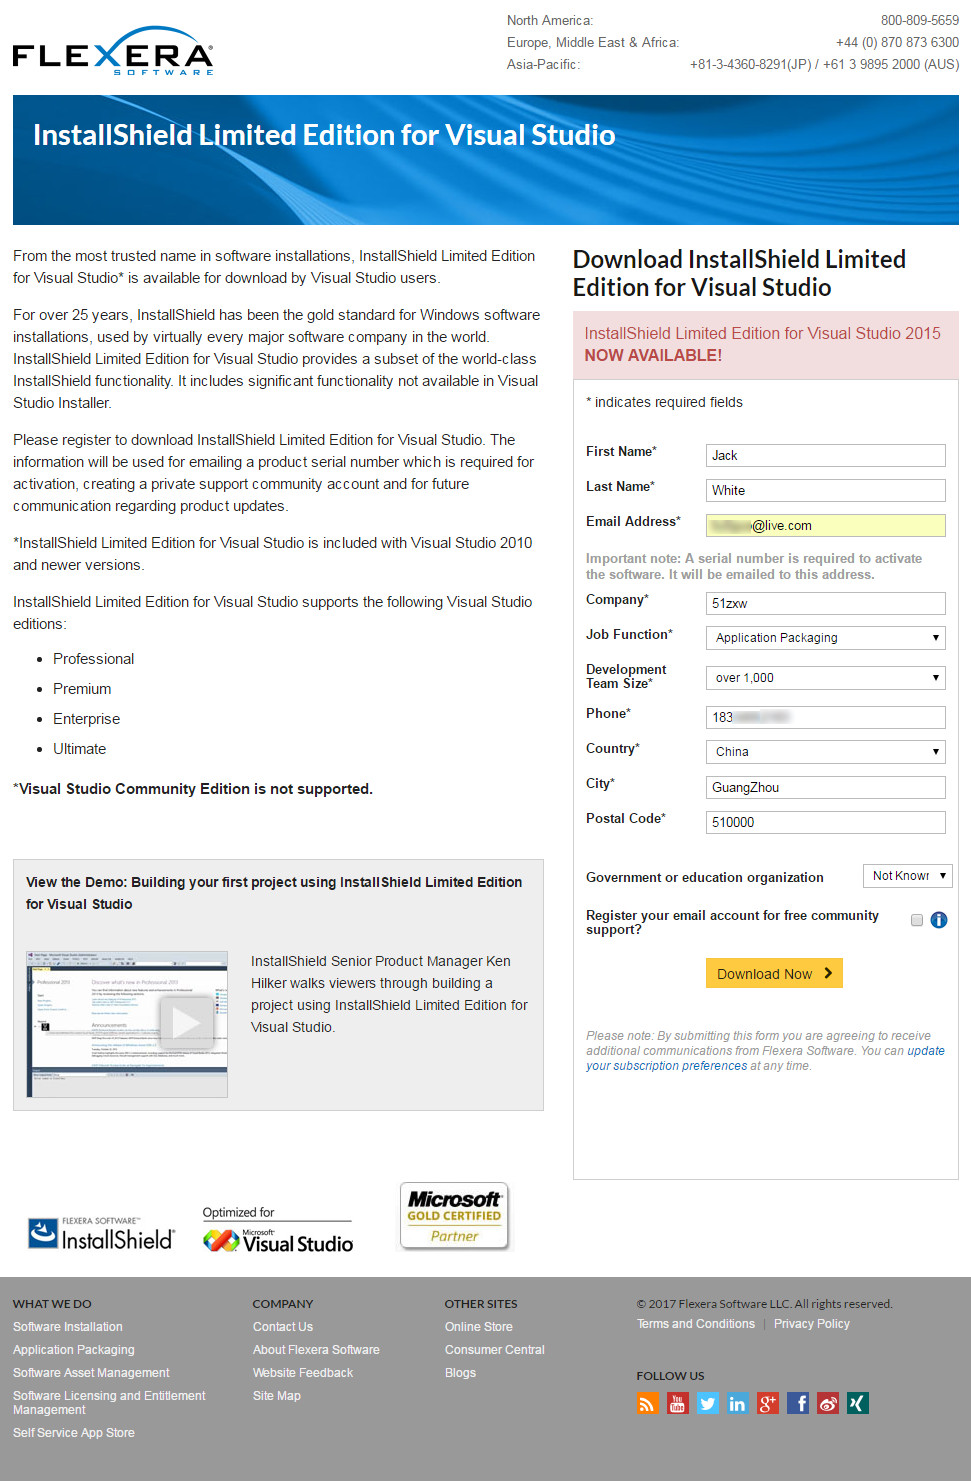 FLEXERA
SOFTWARE
North America: 800-809-5659
Europe, Middle East & Africa: +44 (0) 870 873 6300
Asia-Pacific: +81-3-4360-8291(JP) / +61 3 9895 2000 (AUS)
InstallShield Limited Edition for Visual Studio
From the most trusted name in software installations, InstallShield Limited Edition
for Visual Studio* is available for download by Visual Studio users.
For over 25 years, InstallShield has been the gold standard for Windows software
installations, used by virtually every major software company in the world.
InstallShield Limited Edition for Visual Studio provides a subset of the world-class
InstallShield functionality. It includes significant functionality not available in Visual
Studio Installer.
Please register to download InstallShield Limited Edition for Visual Studio. The
information will be used for emailing a product serial number which is required for
activation, creating a private support community account and for future
communication regarding product updates.
*InstallShield Limited Edition for Visual Studio is included with Visual Studio 2010
and newer versions.
InstallShield Limited Edition for Visual Studio supports the following Visual Studio
editions:
• Professional
• Premium
• Enterprise
• Ultimate
*Visual Studio Community Edition is not supported.
View the Demo: Building your first project using InstallShield Limited Edition
for Visual Studio
InstallShield Senior Product Manager Ken
Hilker walks viewers through building a
project using InstallShield Limited Edition for
Visual Studio.
Download InstallShield Limited
Edition for Visual Studio
InstallShield Limited Edition for Visual Studio 2015
NOW AVAILABLE!
* indicates required fields
First Name* Jack
Last Name* White
Email Address* @live.com
Important note: A serial number is required to activate
the software. It will be emailed to this address.
Company* 51zxw
Job Function* Application Packaging
Development
Team Size* over 1,000
Phone* 183
Country* China
City* GuangZhou
Postal Code* 510000
Government or education organization Not Known
Register your email account for free community
support?
Download Now
Please note: By submitting this form you are agreeing to receive
additional communications from Flexera Software. You can update
your subscription preferences at any time.
FLEXERA SOFTWARE™
InstallShield®
Optimized for
Microsoft®
Visual Studio
Microsoft
GOLD CERTIFIED
Partner
WHAT WE DO
Software Installation
Application Packaging
Software Asset Management
Software Licensing and Entitlement
Management
Self Service App Store
COMPANY
Contact Us
About Flexera Software
Website Feedback
Site Map
OTHER SITES
Online Store
Consumer Central
Blogs
© 2017 Flexera Software LLC. All rights reserved.
Terms and Conditions | Privacy Policy
FOLLOW US